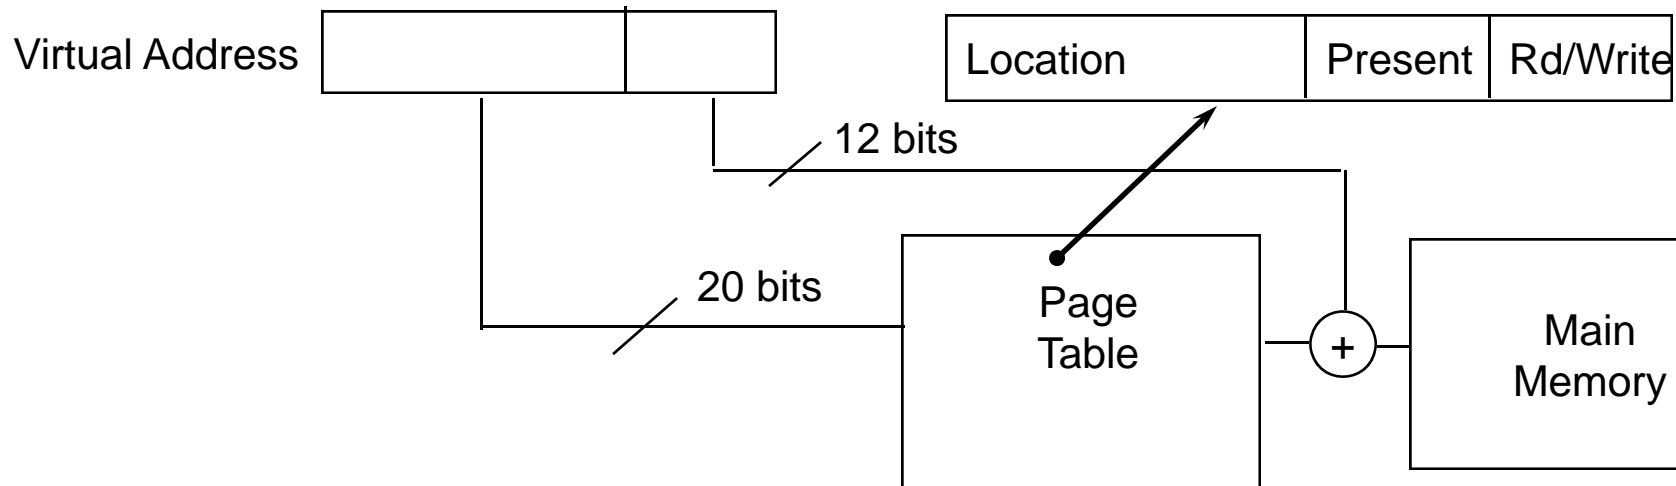 Virtual Address
Location
Present
Rd/Write
12 bits
20 bits
Page
Table
+
Main
Memory